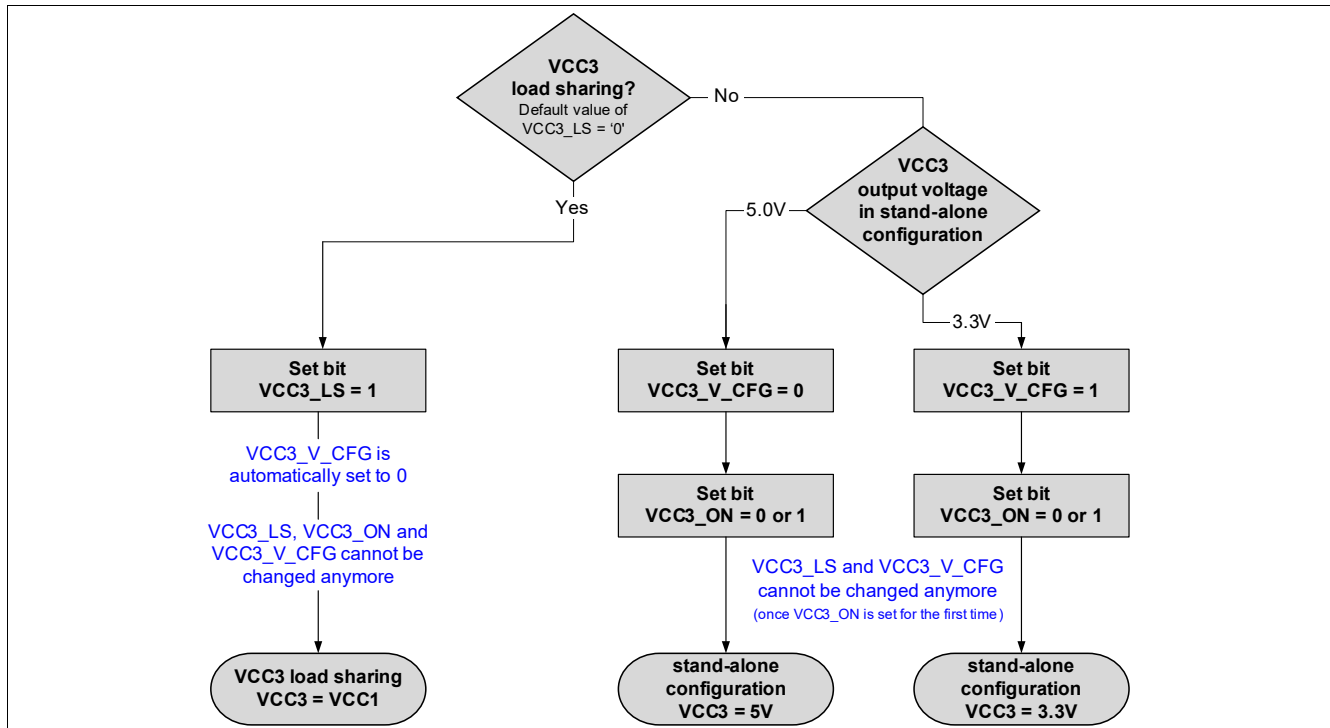 VCC3
load sharing?
Default value of
VCC3_LS = ‘0'
No
Yes
VCC3
output voltage
in stand-alone
configuration
5.0V
3.3V
Set bit
VCC3_LS = 1
Set bit
VCC3_V_CFG = 0
Set bit
VCC3_V_CFG = 1
VCC3_V_CFG is
automatically set to 0
Set bit
VCC3_ON = 0 or 1
Set bit
VCC3_ON = 0 or 1
VCC3_LS, VCC3_ON and
VCC3_V_CFG cannot be
changed anymore
VCC3_LS and VCC3_V_CFG
cannot be changed anymore
(once VCC3_ON is set for the first time)
VCC3 load sharing
VCC3 = VCC1
stand-alone
configuration
VCC3 = 5V
stand-alone
configuration
VCC3 = 3.3V